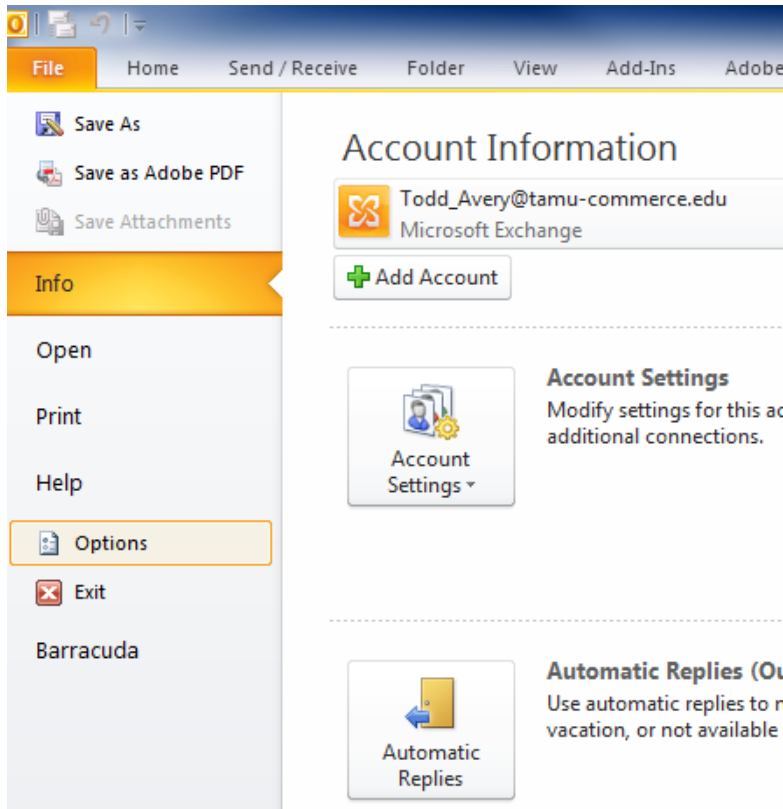 File Home Send / Receive Folder View Add-Ins Adobe
Save As
Save as Adobe PDF
Save Attachments
Info
Open
Print
Help
Options
Exit
Barracuda
Account Information
Todd_Avery@tamu-commerce.edu
Microsoft Exchange
Add Account
Account
Settings
Account Settings
Modify settings for this ac
additional connections.
Automatic
Replies
Automatic Replies (Ou
Use automatic replies to n
vacation, or not available